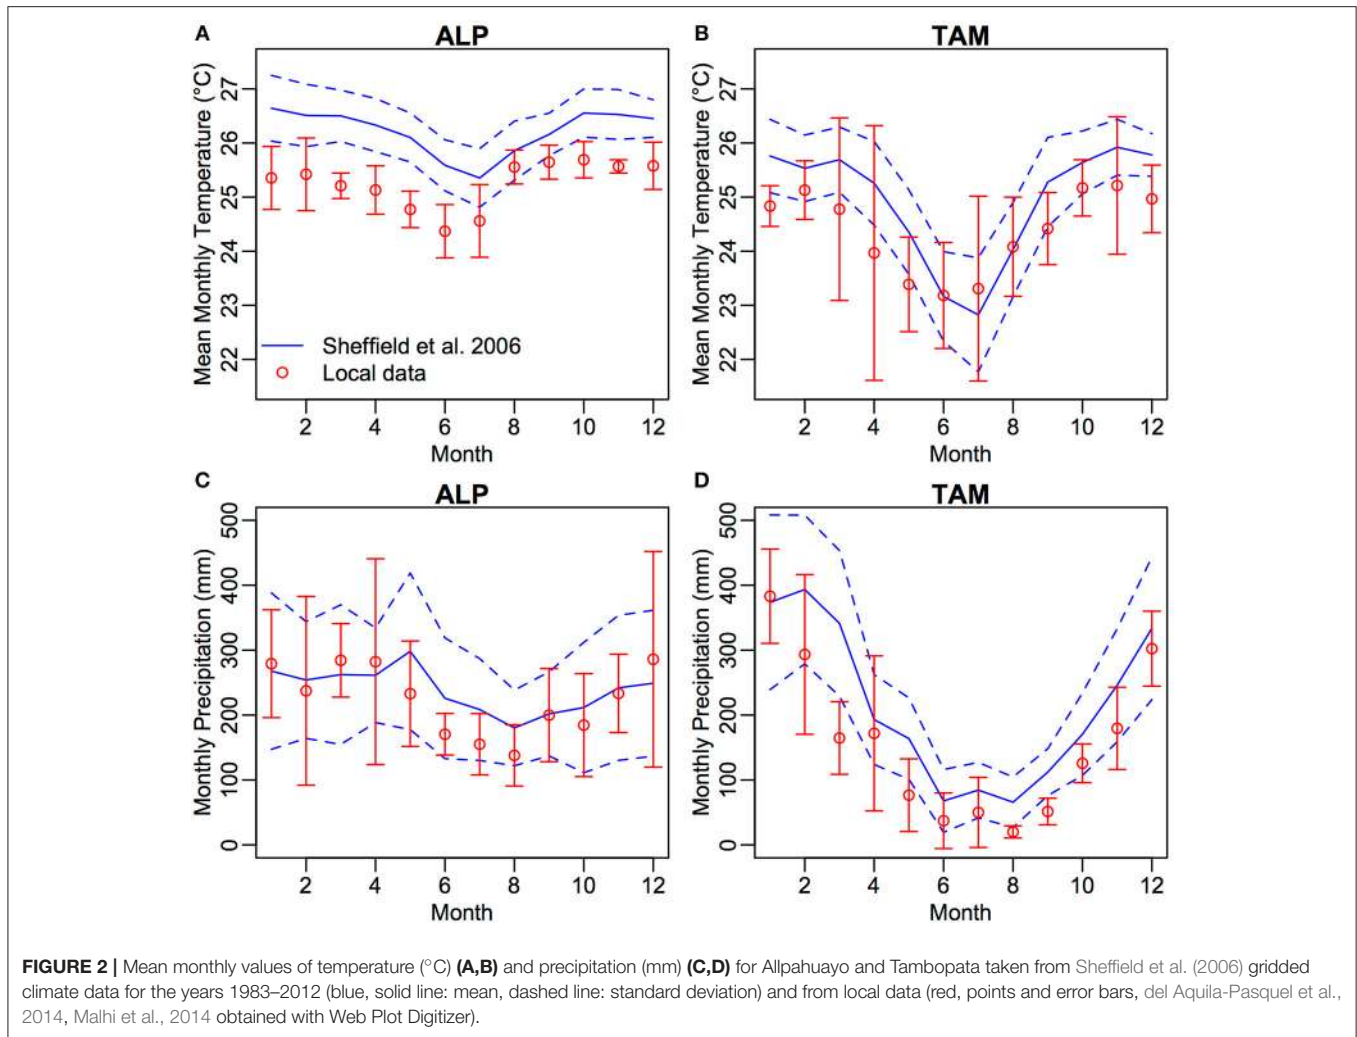 A
ALP
Mean Monthly Temperature (°C)
27
26
25
24
23
22
Sheffield et al. 2006
Local data
2
4
6
8
10
12
Month
B
TAM
Mean Monthly Temperature (°C)
27
26
25
24
23
22
2
4
6
8
10
12
Month
C
ALP
Monthly Precipitation (mm)
500
400
300
200
100
0
2
4
6
8
10
12
Month
D
TAM
Monthly Precipitation (mm)
500
400
300
200
100
0
2
4
6
8
10
12
Month
FIGURE 2 | Mean monthly values of temperature (°C) (A,B) and precipitation (mm) (C,D) for Allpahuayo and Tambopata taken from Sheffield et al. (2006) gridded
climate data for the years 1983–2012 (blue, solid line: mean, dashed line: standard deviation) and from local data (red, points and error bars, del Aquila-Pasquel et al.,
2014, Malhi et al., 2014 obtained with Web Plot Digitizer).